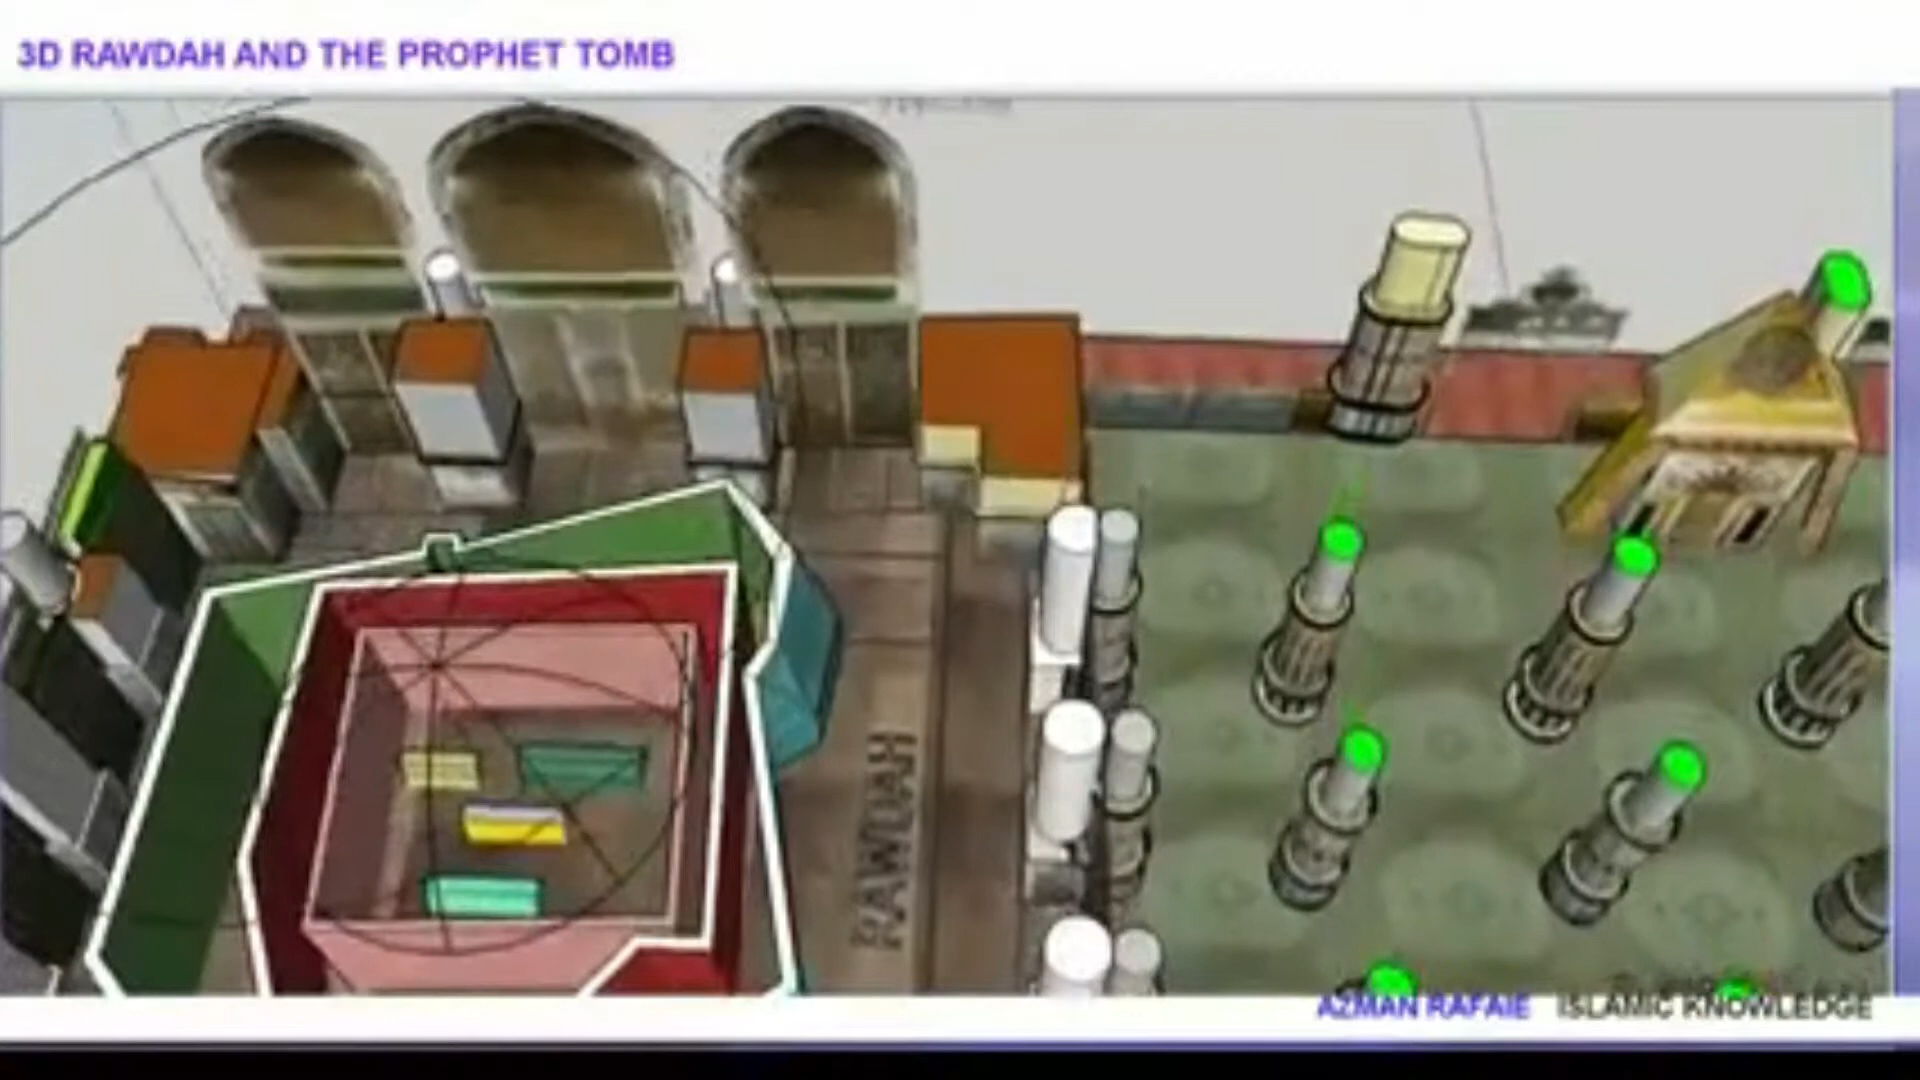 3D RAWDAH AND THE PROPHET TOMB
RAWDAH
AZMAN RAFAIE ISLAMIC KNOWLEDGE